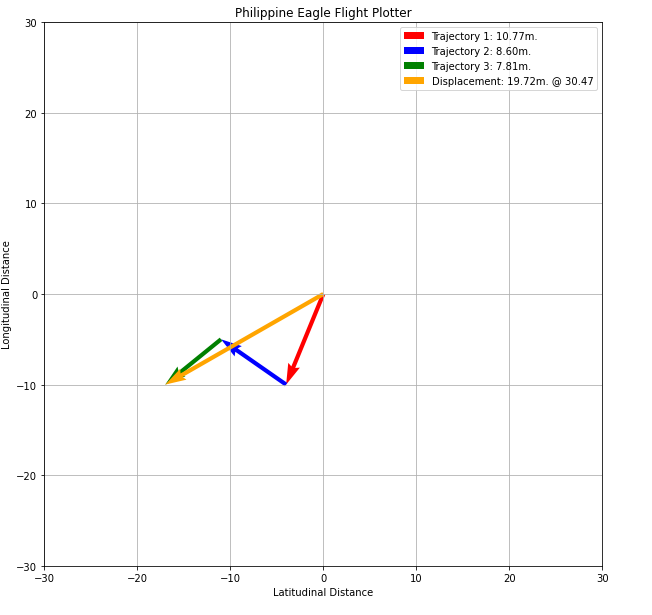 Philippine Eagle Flight Plotter
Trajectory 1: 10.77m.
Trajectory 2: 8.60m.
Trajectory 3: 7.81m.
Displacement: 19.72m. @ 30.47
30
20
10
0
−10
−20
−30
Longitudinal Distance
−30 −20 −10 0 10 20 30
Latitudinal Distance